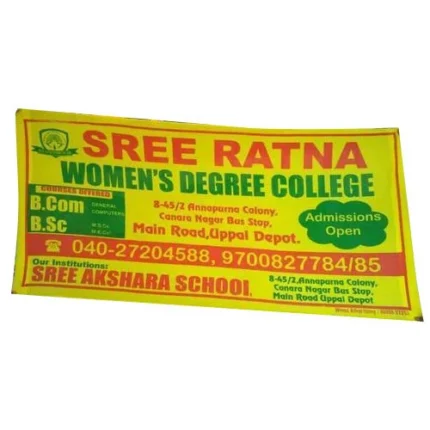 SREE RATNA
WOMEN'S DEGREE COLLEGE
COURSES OFFERED
B.Com GENERAL
COMPUTERS
B.Sc
8-45/2 Annapurna Colony,
Canara Nagar Bus Stop,
Main Road,Uppal Depot.
Admissions
Open
☎ 040-27204588, 9700827784/85
Our Institutions:
SREE AKSHARA SCHOOL.
8-45/2,Annapurna Colony,
Canara Nagar Bus Stop,
Main Road Uppal Depot